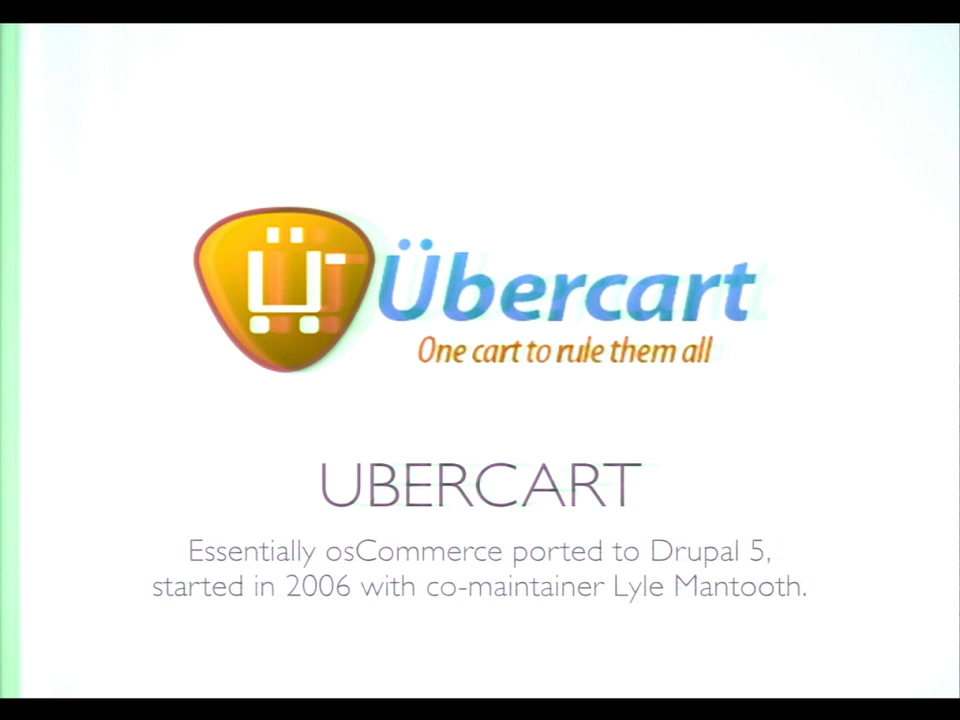 Übercart
One cart to rule them all
UBERCART
Essentially osCommerce ported to Drupal 5,
started in 2006 with co-maintainer Lyle Mantooth.